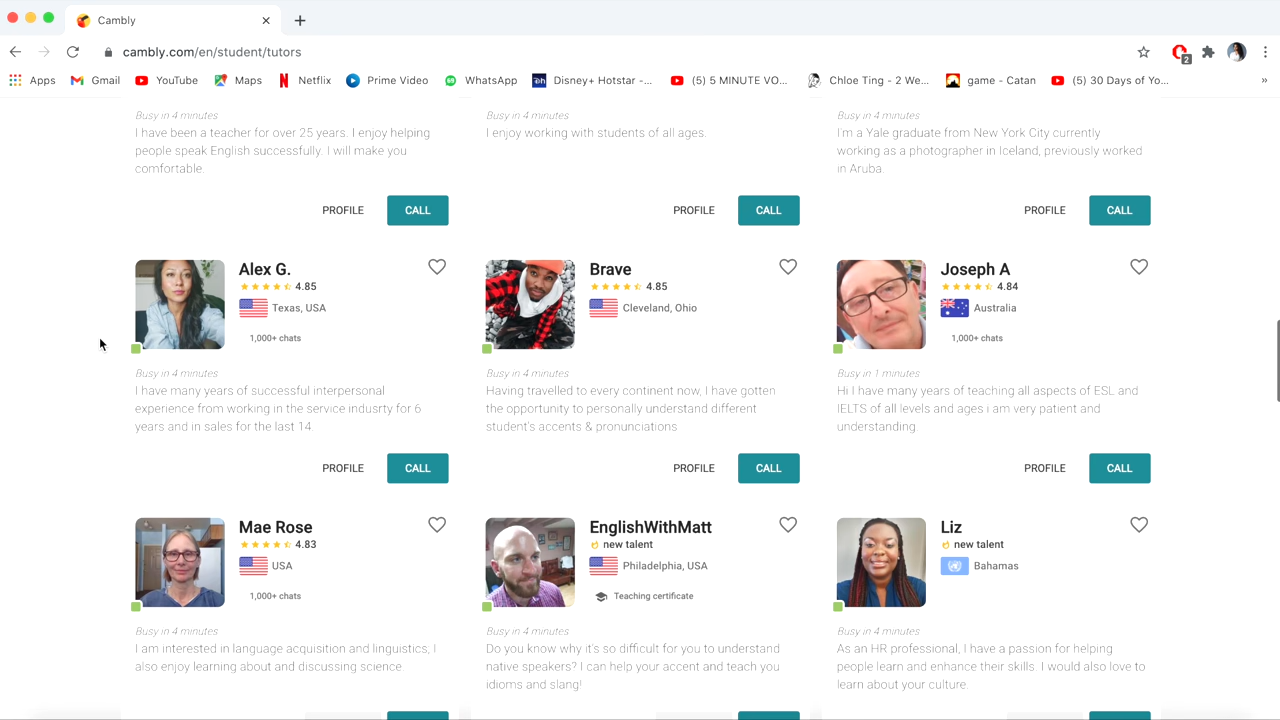 Cambly
cambly.com/en/student/tutors
2
Apps Gmail YouTube Maps Netflix Prime Video WhatsApp Disney+ Hotstar -... (5) 5 MINUTE VO... Chloe Ting - 2 We... game - Catan (5) 30 Days of Yo... »
Busy in 4 minutes
I have been a teacher for over 25 years. I enjoy helping
people speak English successfully. I will make you
comfortable.
PROFILE CALL
Busy in 4 minutes
I enjoy working with students of all ages.
PROFILE CALL
Busy in 4 minutes
I'm a Yale graduate from New York City currently
working as a photographer in Iceland, previously worked
in Aruba.
PROFILE CALL
Alex G.
4.85
Texas, USA
1,000+ chats
Busy in 4 minutes
I have many years of successful interpersonal
experience from working in the service indusrty for 6
years and in sales for the last 14.
PROFILE CALL
Brave
4.85
Cleveland, Ohio
Busy in 4 minutes
Having travelled to every continent now, I have gotten
the opportunity to personally understand different
student's accents & pronunciations
PROFILE CALL
Joseph A
4.84
Australia
1,000+ chats
Busy in 1 minutes
Hi I have many years of teaching all aspects of ESL and
IELTS of all levels and ages i am very patient and
understanding.
PROFILE CALL
Mae Rose
4.83
USA
1,000+ chats
Busy in 4 minutes
I am interested in language acquisition and linguistics, I
also enjoy learning about and discussing science.
EnglishWithMatt
new talent
Philadelphia, USA
Teaching certificate
Busy in 4 minutes
Do you know why it's so difficult for you to understand
native speakers? I can help your accent and teach you
idioms and slang!
Liz
new talent
Bahamas
Busy in 4 minutes
As an HR professional, I have a passion for helping
people learn and enhance their skills. I would also love to
learn about your culture.